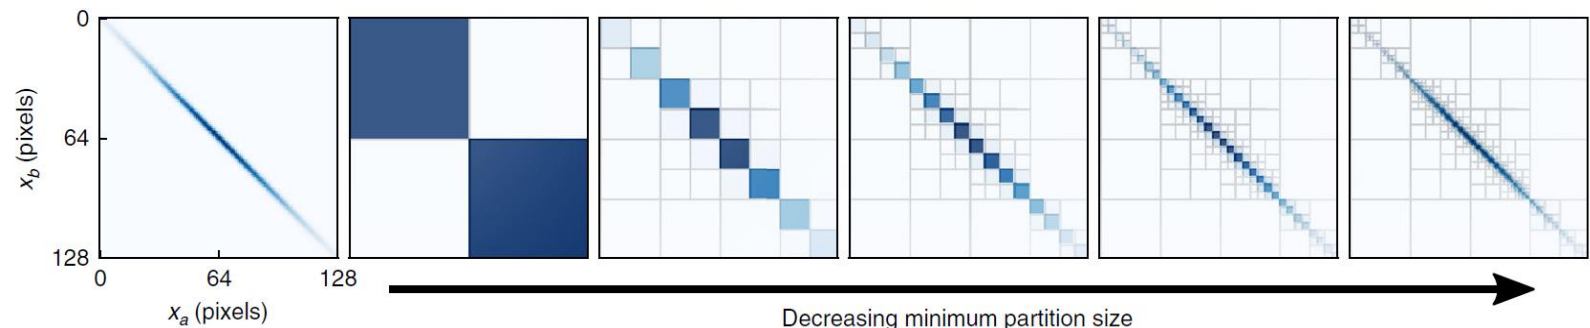 0
64
128
x_b (pixels)
0 64 128
x_a (pixels)
Decreasing minimum partition size